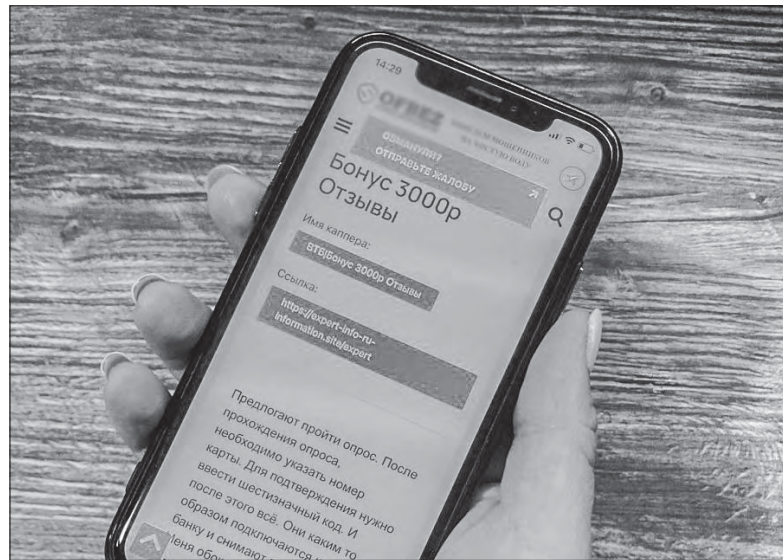 14:29
ОБМАНУЛИ?
ОТПРАВЬТЕ ЖАЛОБУ
Бонус 3000р
Отзывы
Имя каппера:
ВТБ|Бонус 3000р Отзывы
Ссылка:
https://expert-info-ru-
information.site/expert
Предлогают пройти опрос. После
прохождения опроса,
необходимо указать номер
карты. Для подтверждения нужно
ввести шестизначный код. И
после этого всё. Они каким то
образом подключаются
банку и снимают